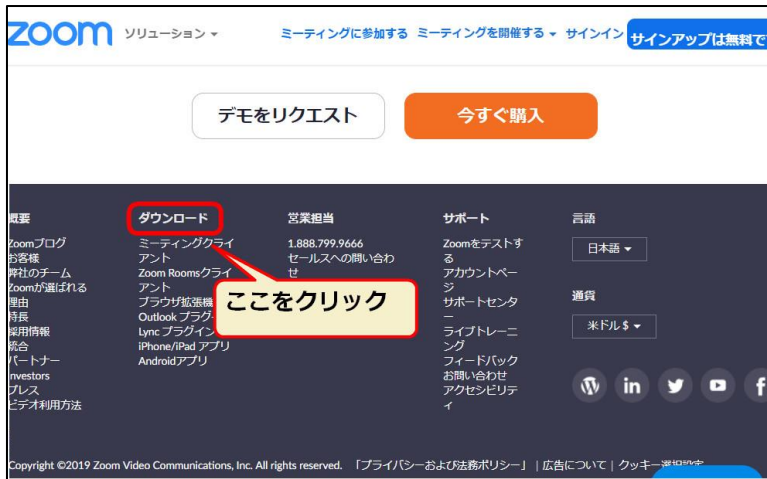 zoom
ソリューション
ミーティングに参加する
ミーティングを開催する
サインイン
サインアップは無料で
デモをリクエスト
今すぐ購入
概要
Zoomブログ
お客様
弊社のチーム
Zoomが選ばれる
理由
特長
採用情報
統合
パートナー
Investors
プレス
ビデオ利用方法
ダウンロード
ミーティングクライ
アント
Zoom Roomsクライ
アント
ブラウザ拡張機
Outlook プラグ
Lync プラグイン
iPhone/iPad アプリ
Androidアプリ
ここをクリック
営業担当
1.888.799.9666
セールスへの問い合わ
せ
サポート
Zoomをテストす
る
アカウントペー
ジ
サポートセンタ
ー
ライブトレーニ
ング
フィードバック
お問い合わせ
アクセシビリテ
ィ
言語
日本語
通貨
米ドル $
Copyright ©2019 Zoom Video Communications, Inc. All rights reserved. 「プライバシーおよび法務ポリシー」 | 広告について | クッキー選択設定